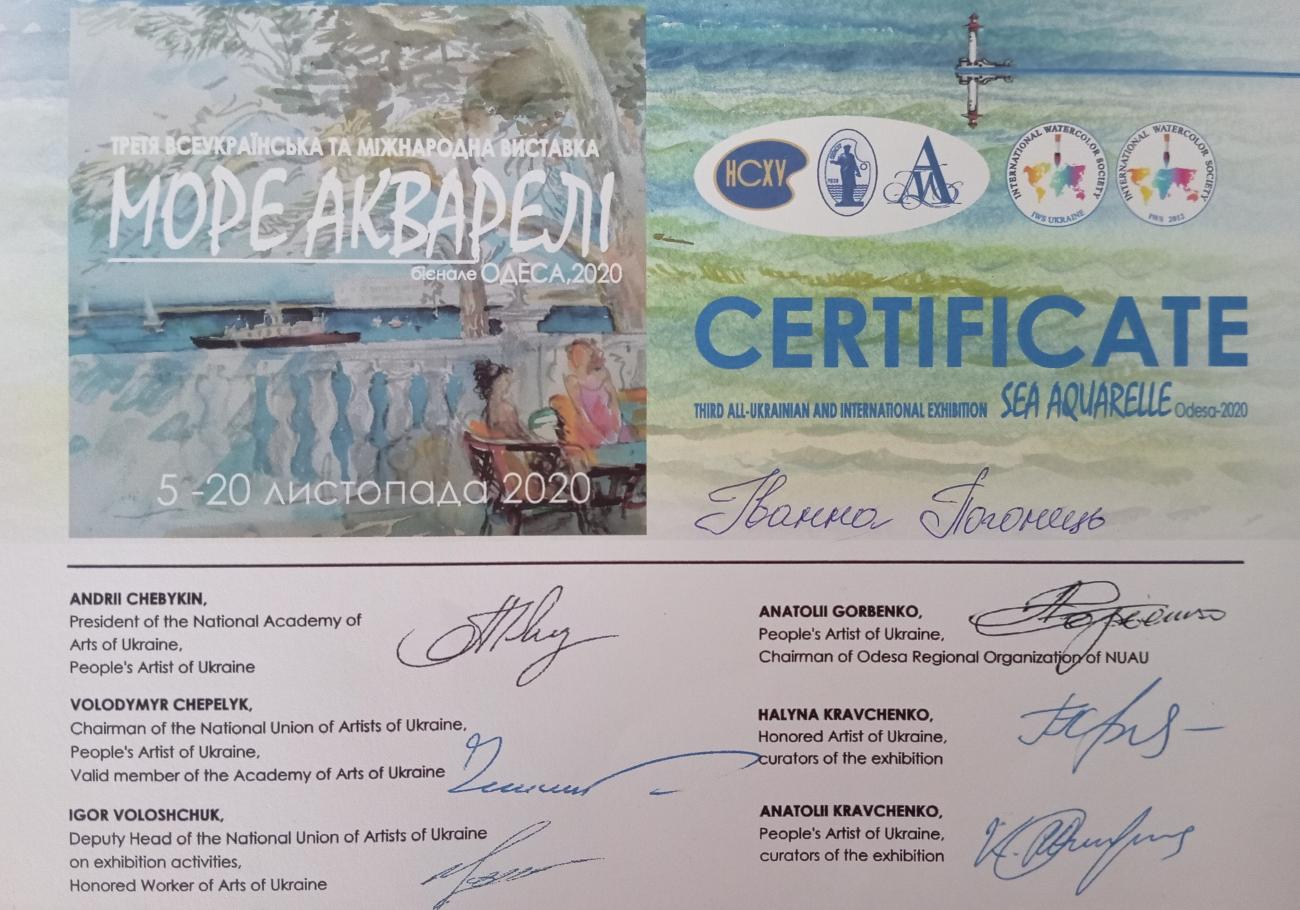 ТРЕТЯ ВСЕУКРАЇНСЬКА ТА МІЖНАРОДНА ВИСТАВКА
МОРЕ АКВАРЕЛІ
бієнале ОДЕСА,2020
5 -20 листопада 2020
НСХУ
INTERNATIONAL WATERCOLOR SOCIETY
IWS UKRAINE
INTERNATIONAL WATERCOLOR SOCIETY
IWS 2012
CERTIFICATE
THIRD ALL-UKRAINIAN AND INTERNATIONAL EXHIBITION SEA AQUARELLE Odesa-2020
Іванна Погонець
ANDRII CHEBYKIN,
President of the National Academy of
Arts of Ukraine,
People's Artist of Ukraine
VOLODYMYR CHEPELYK,
Chairman of the National Union of Artists of Ukraine,
People's Artist of Ukraine,
Valid member of the Academy of Arts of Ukraine
IGOR VOLOSHCHUK,
Deputy Head of the National Union of Artists of Ukraine
on exhibition activities,
Honored Worker of Arts of Ukraine
ANATOLII GORBENKO,
People's Artist of Ukraine,
Chairman of Odesa Regional Organization of NUAU
HALYNA KRAVCHENKO,
Honored Artist of Ukraine,
curators of the exhibition
ANATOLII KRAVCHENKO,
People's Artist of Ukraine,
curators of the exhibition